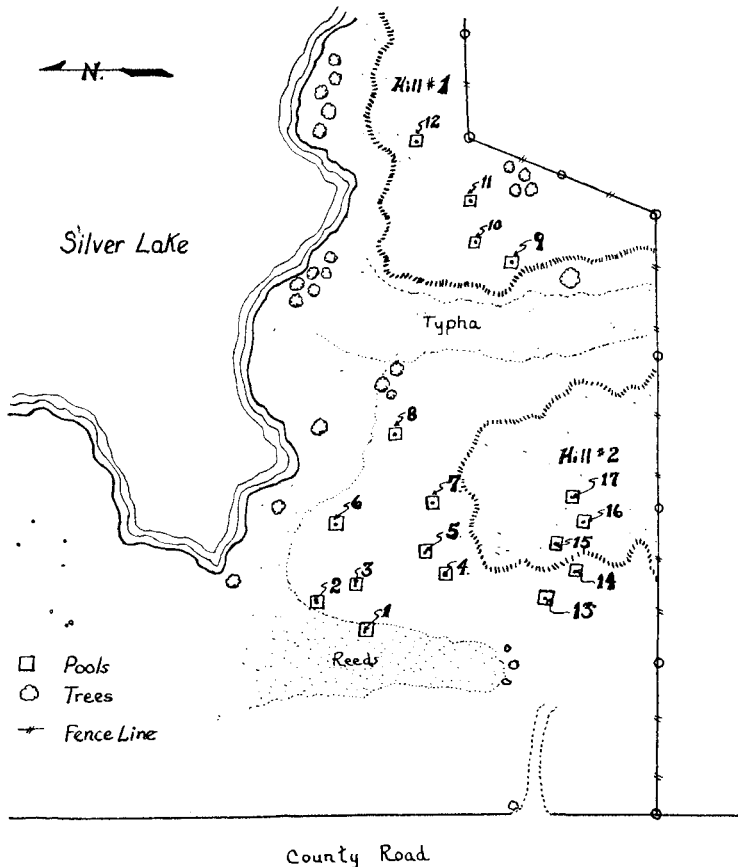 N.
Hill #1
12
11
10
9
Silver Lake
Typha
8
Hill #2
7
17
6
16
5
15
4
14
3
13
2
1
Reeds
Pools
Trees
Fence Line
County Road